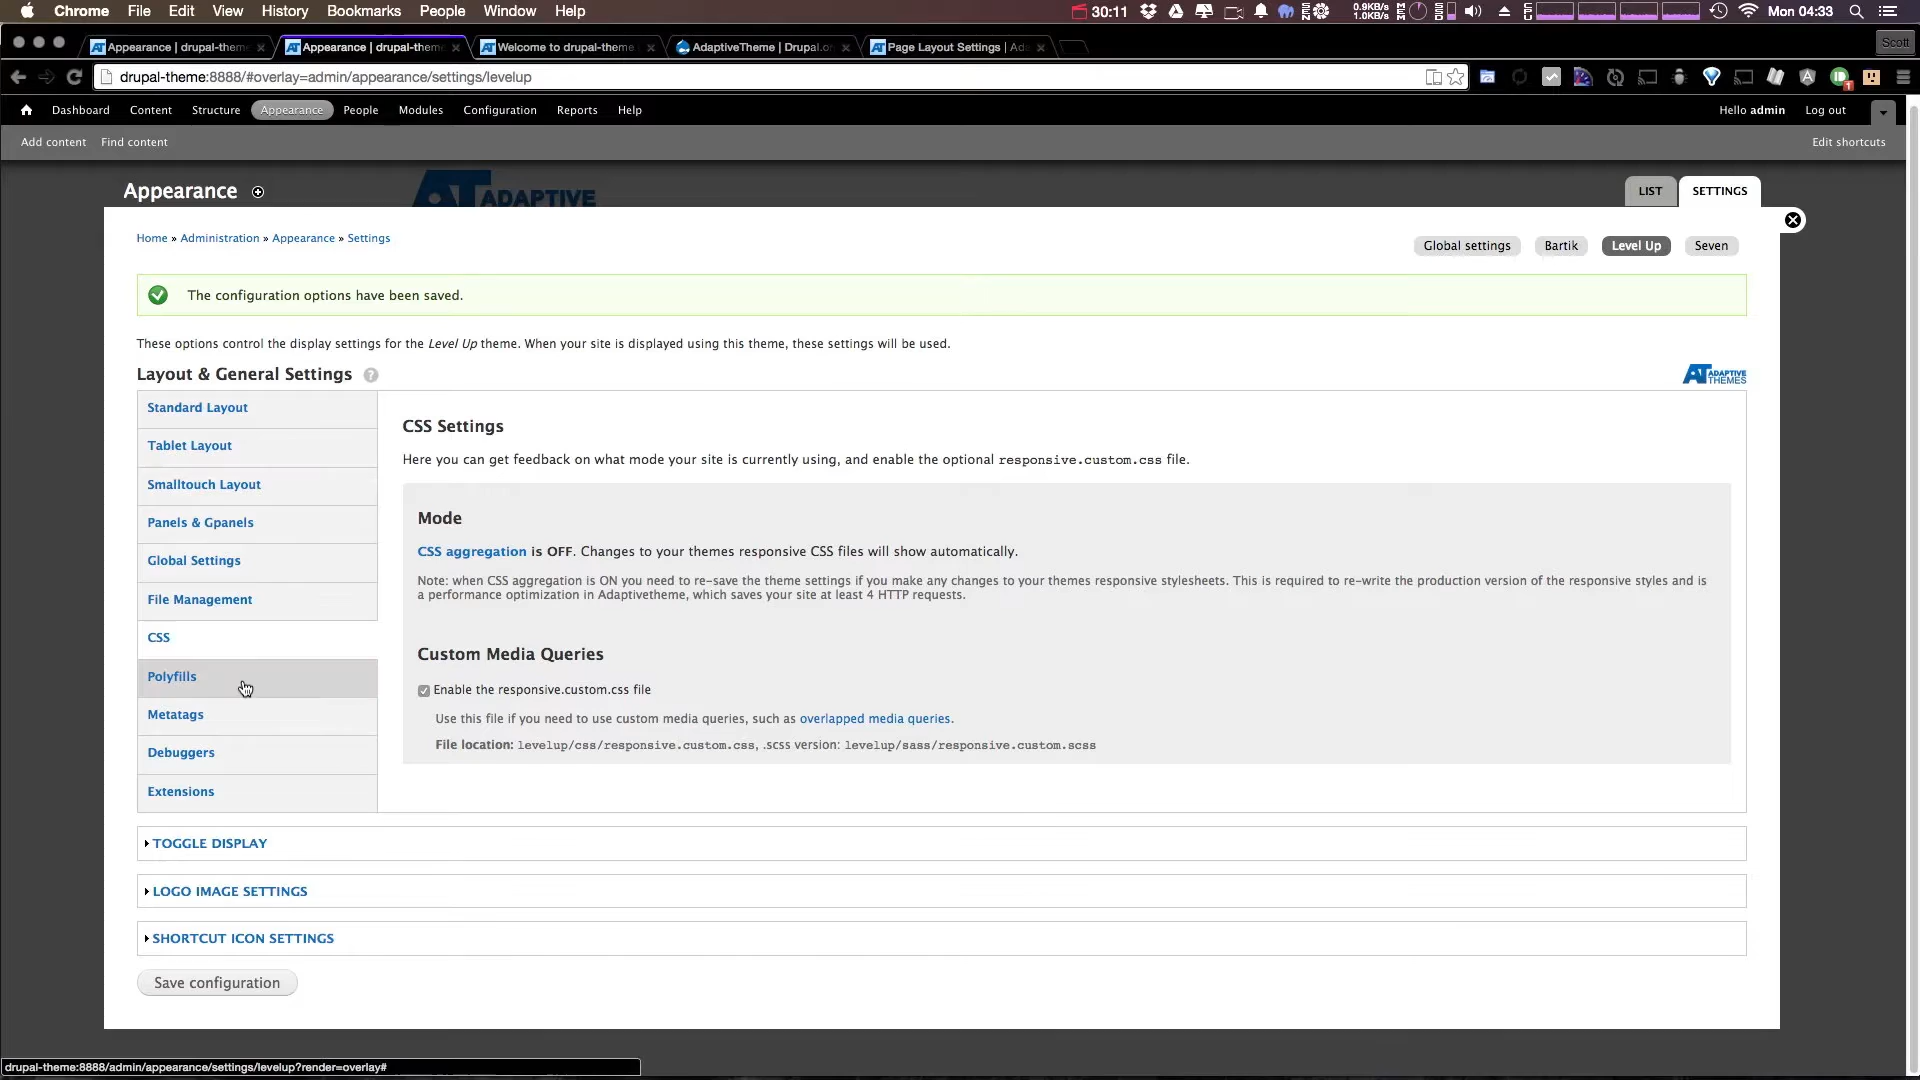 Chrome File Edit View History Bookmarks People Window Help
30:11
0.9KB/s
1.0KB/s
Mon 04:33
Appearance | drupal-theme
Appearance | drupal-theme
Welcome to drupal-theme
AdaptiveTheme | Drupal.o
Page Layout Settings | Ad
Scott
drupal-theme:8888/#overlay=admin/appearance/settings/levelup
Dashboard Content Structure Appearance People Modules Configuration Reports Help
Hello admin Log out
Add content Find content
Edit shortcuts
Appearance
AT ADAPTIVE
LIST SETTINGS
Home » Administration » Appearance » Settings
Global settings Bartik Level Up Seven
The configuration options have been saved.
These options control the display settings for the Level Up theme. When your site is displayed using this theme, these settings will be used.
Layout & General Settings ?
AT ADAPTIVE THEMES
Standard Layout
Tablet Layout
Smalltouch Layout
Panels & Gpanels
Global Settings
File Management
CSS
Polyfills
Metatags
Debuggers
Extensions
CSS Settings
Here you can get feedback on what mode your site is currently using, and enable the optional responsive.custom.css file.
Mode
CSS aggregation is OFF. Changes to your themes responsive CSS files will show automatically.
Note: when CSS aggregation is ON you need to re-save the theme settings if you make any changes to your themes responsive stylesheets. This is required to re-write the production version of the responsive styles and is
a performance optimization in Adaptivetheme, which saves your site at least 4 HTTP requests.
Custom Media Queries
Enable the responsive.custom.css file
Use this file if you need to use custom media queries, such as overlapped media queries.
File location: levelup/css/responsive.custom.css, .scss version: levelup/sass/responsive.custom.scss
TOGGLE DISPLAY
LOGO IMAGE SETTINGS
SHORTCUT ICON SETTINGS
Save configuration
drupal-theme:8888/admin/appearance/settings/levelup?render=overlay#